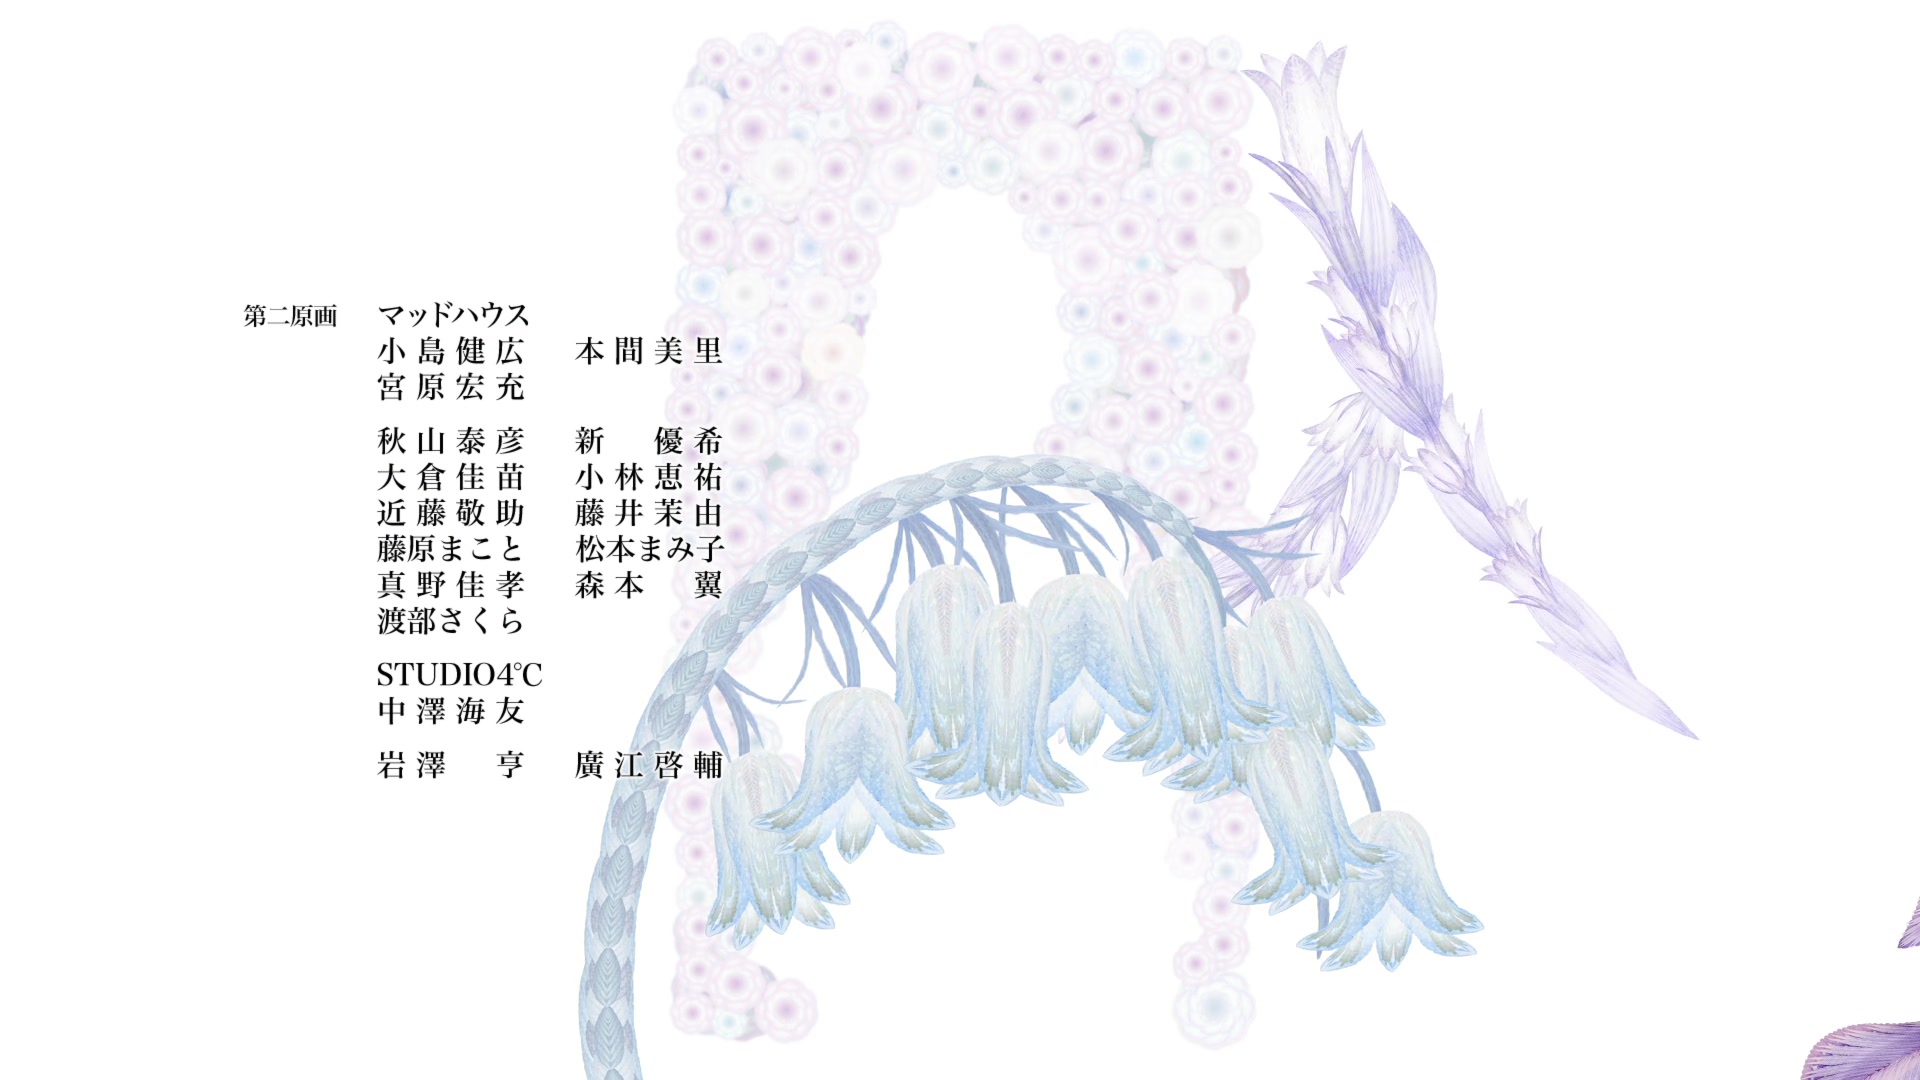 第二原画 マッドハウス
小島健広 本間美里
宮原宏充
秋山泰彦 新 優希
大倉佳苗 小林恵祐
近藤敬助 藤井茉由
藤原まこと 松本まみ子
真野佳孝 森本 翼
渡部さくら
STUDIO4℃
中澤海友
岩澤 亨 廣江啓輔